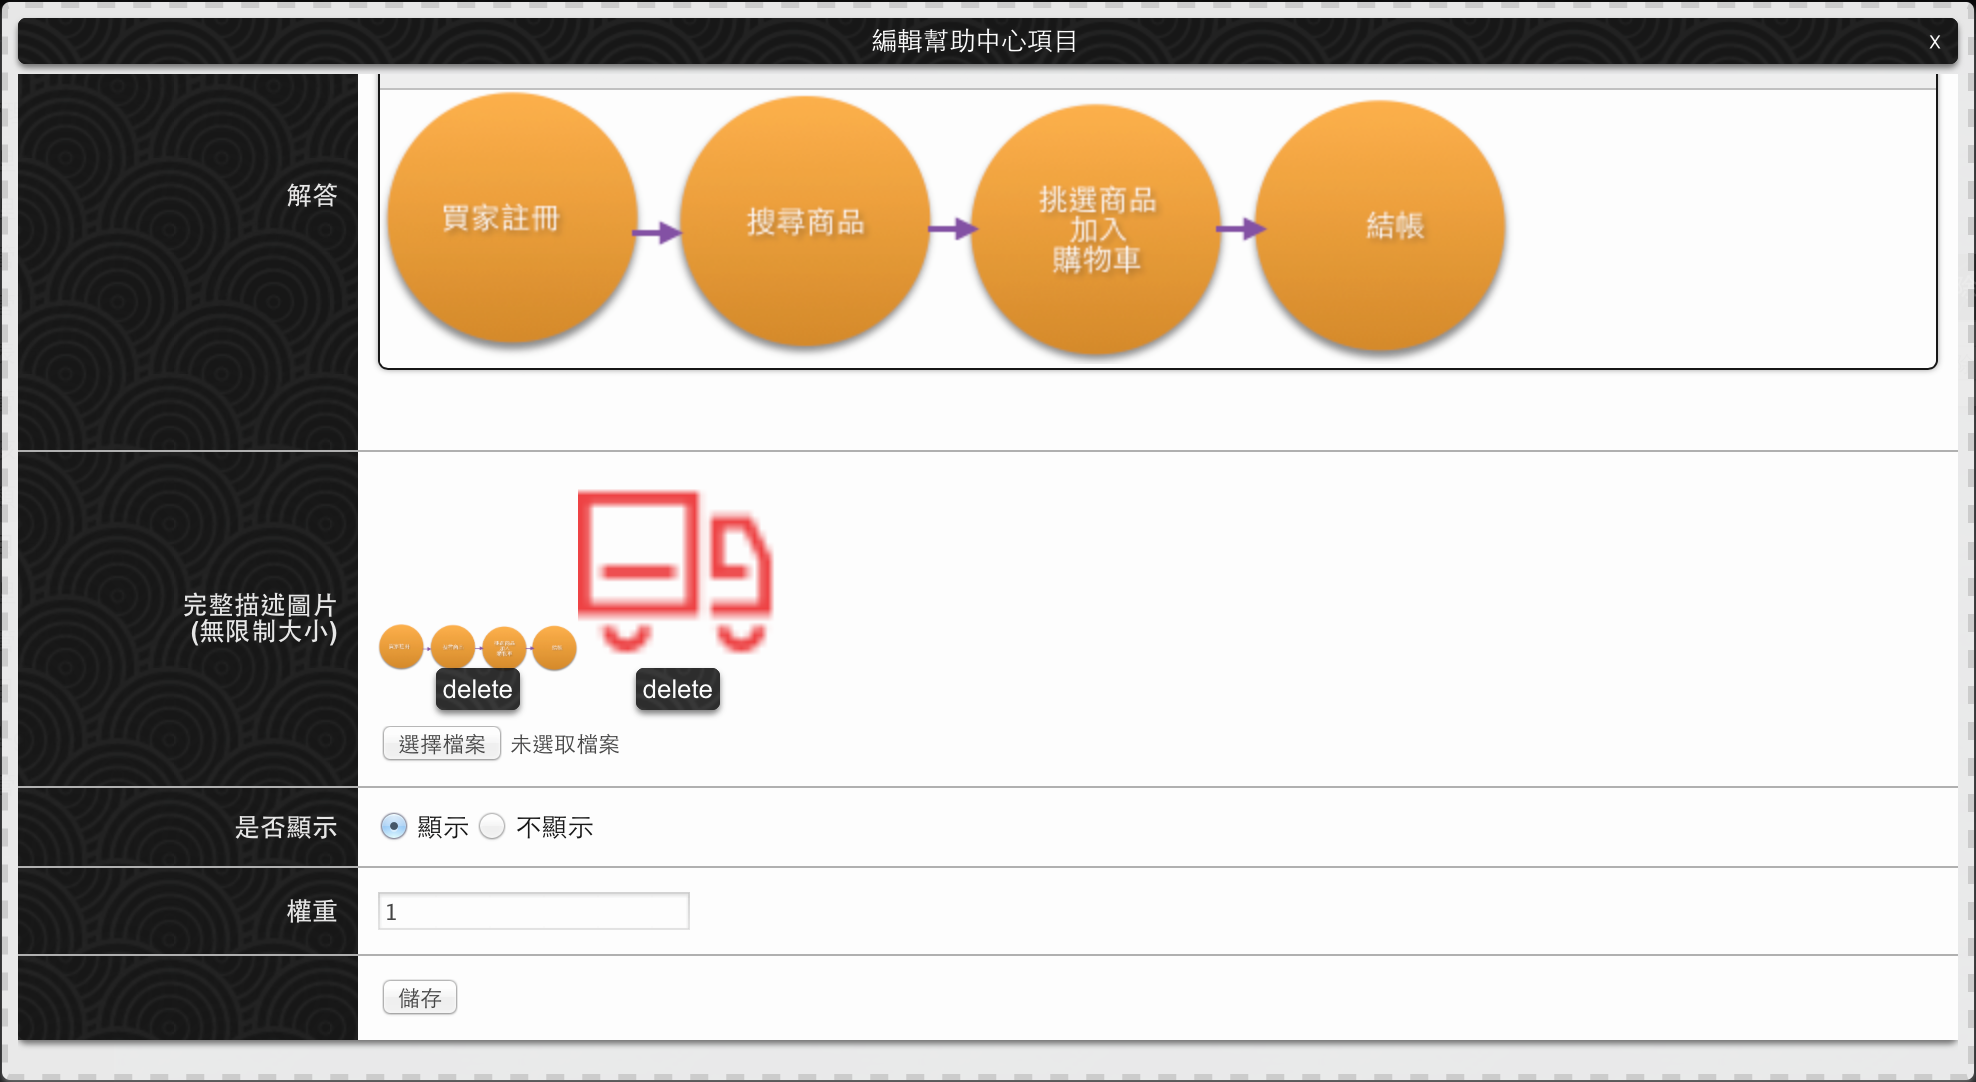 編輯幫助中心項目
X
解答
買家註冊
搜尋商品
挑選商品
加入
購物車
結帳
完整描述圖片
(無限制大小)
delete
delete
選擇檔案 未選取檔案
是否顯示
顯示 不顯示
權重
1
儲存